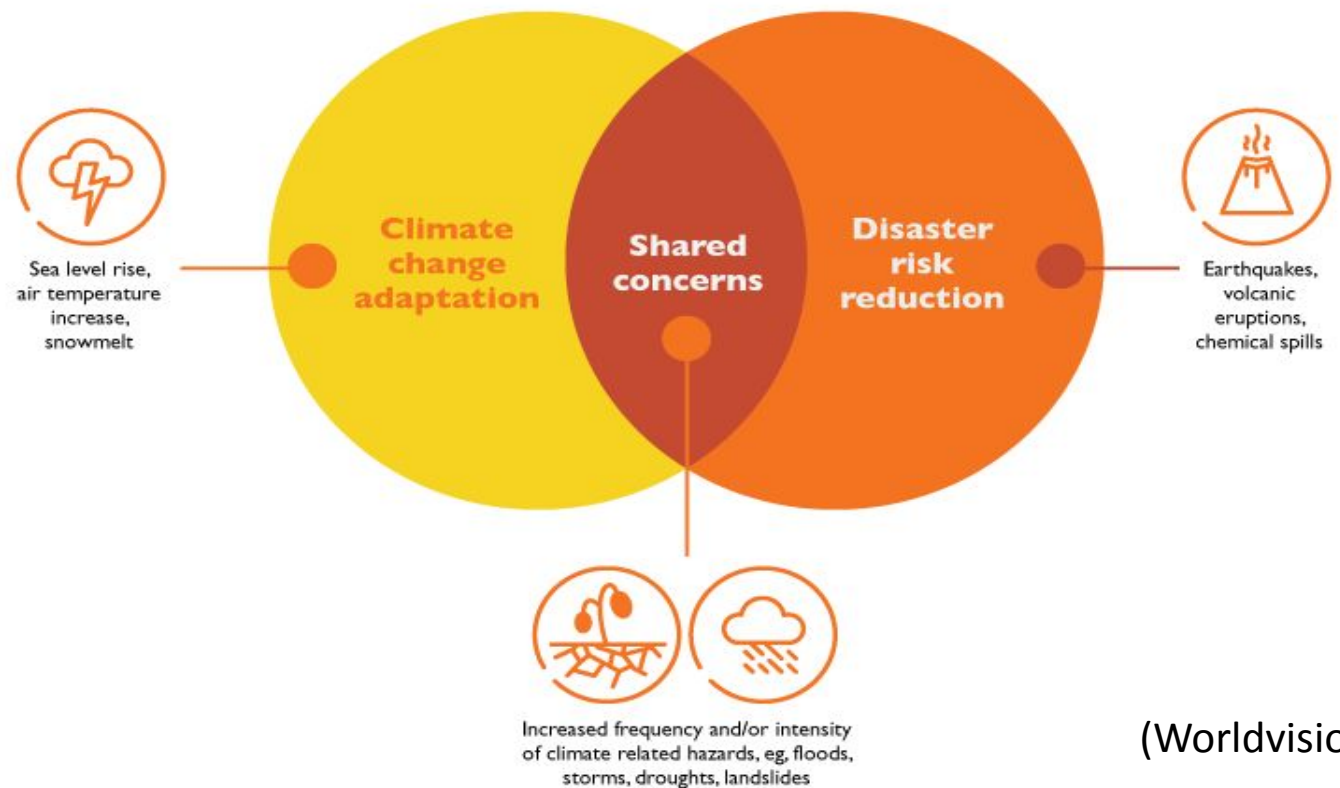 Climate
change
adaptation
Shared
concerns
Disaster
risk
reduction
Sea level rise,
air temperature
increase,
snowmelt
Earthquakes,
volcanic
eruptions,
chemical spills
Increased frequency and/or intensity
of climate related hazards, eg, floods,
storms, droughts, landslides
(Worldvisio